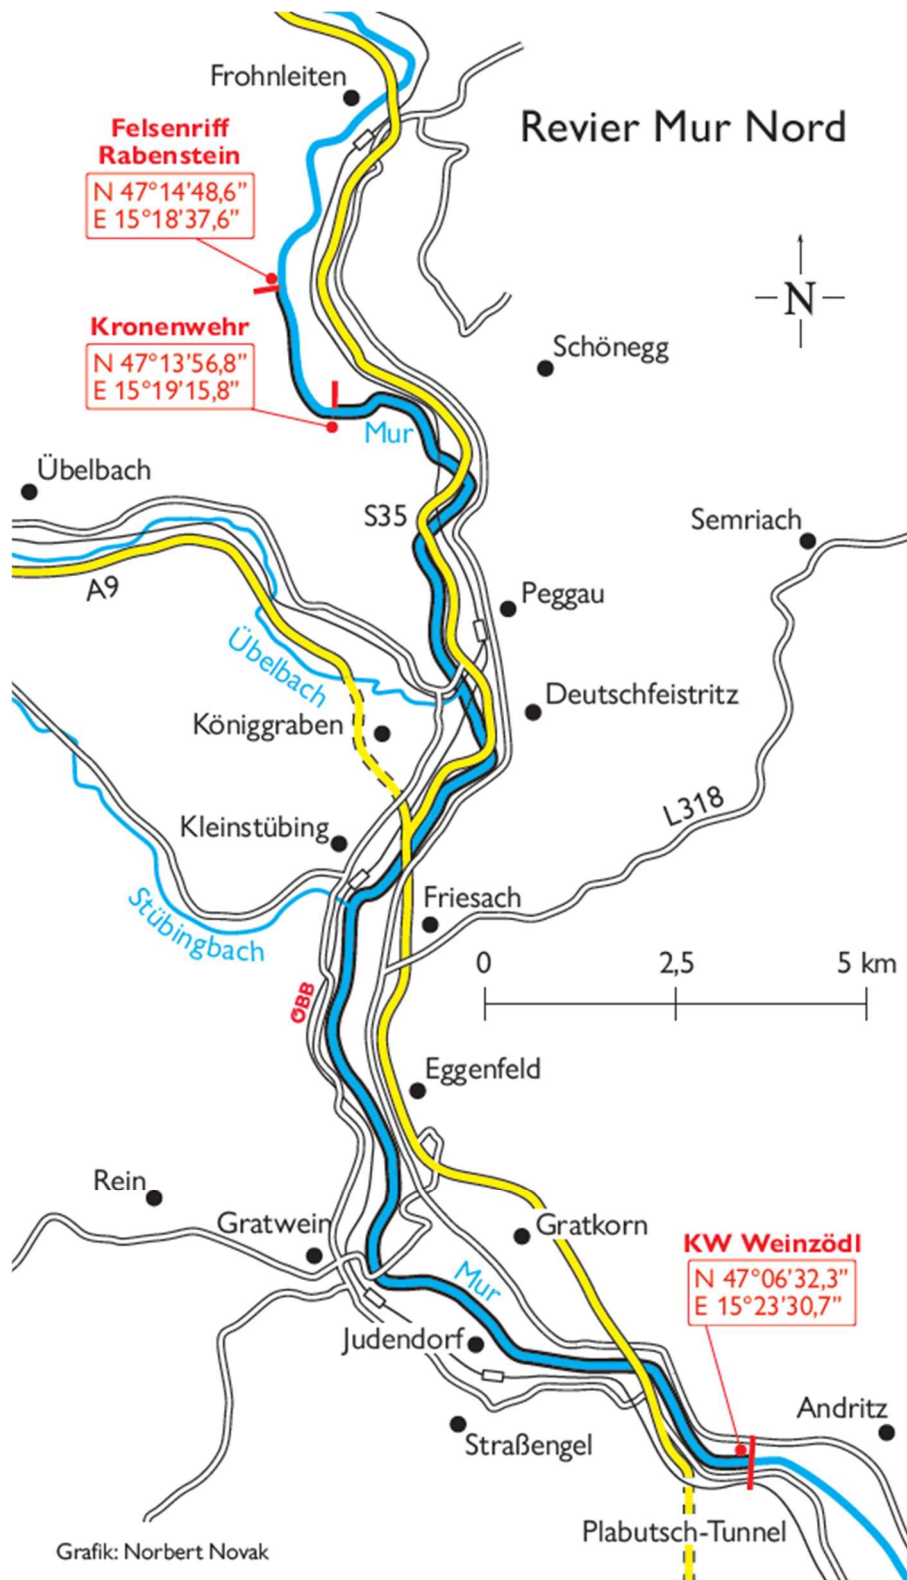 Frohnleiten
Revier Mur Nord
Felsenriff
Rabenstein
N 47°14'48,6"
E 15°18'37,6"
N
Kronenwehr
N 47°13'56,8"
E 15°19'15,8"
Schönegg
Mur
Übelbach
S35
Semriach
A9
Peggau
Übelbach
Deutschfeistritz
Königgraben
L318
Kleinstübing
Friesach
Stübingbach
0 2,5 5 km
ÖBB
Eggenfeld
Rein
Gratwein
Gratkorn
KW Weinzödl
N 47°06'32,3"
E 15°23'30,7"
Mur
Judendorf
Andritz
Straßengel
Plabutsch-Tunnel
Grafik: Norbert Novak